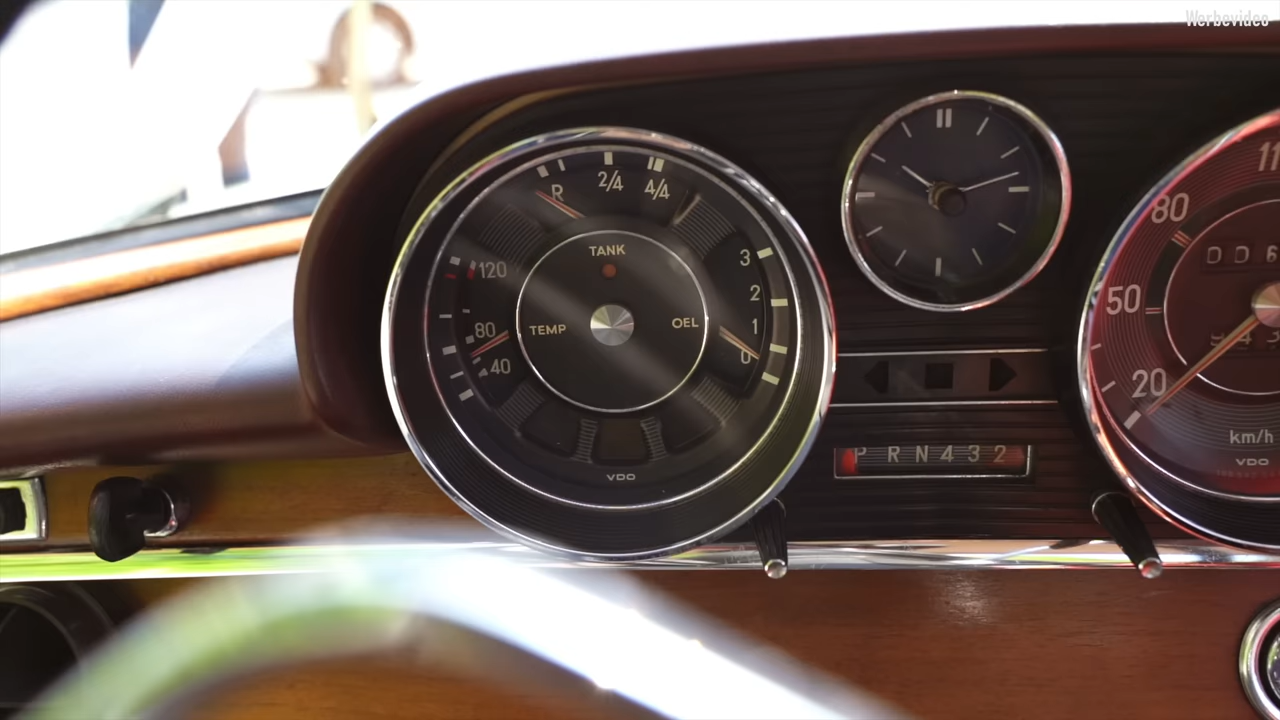 Werbevideo
R 2/4 4/4
TANK
120
80
40
TEMP
OEL
3
2
1
0
VDO
P R N 4 3 2
80
50
20
km/h
VDO